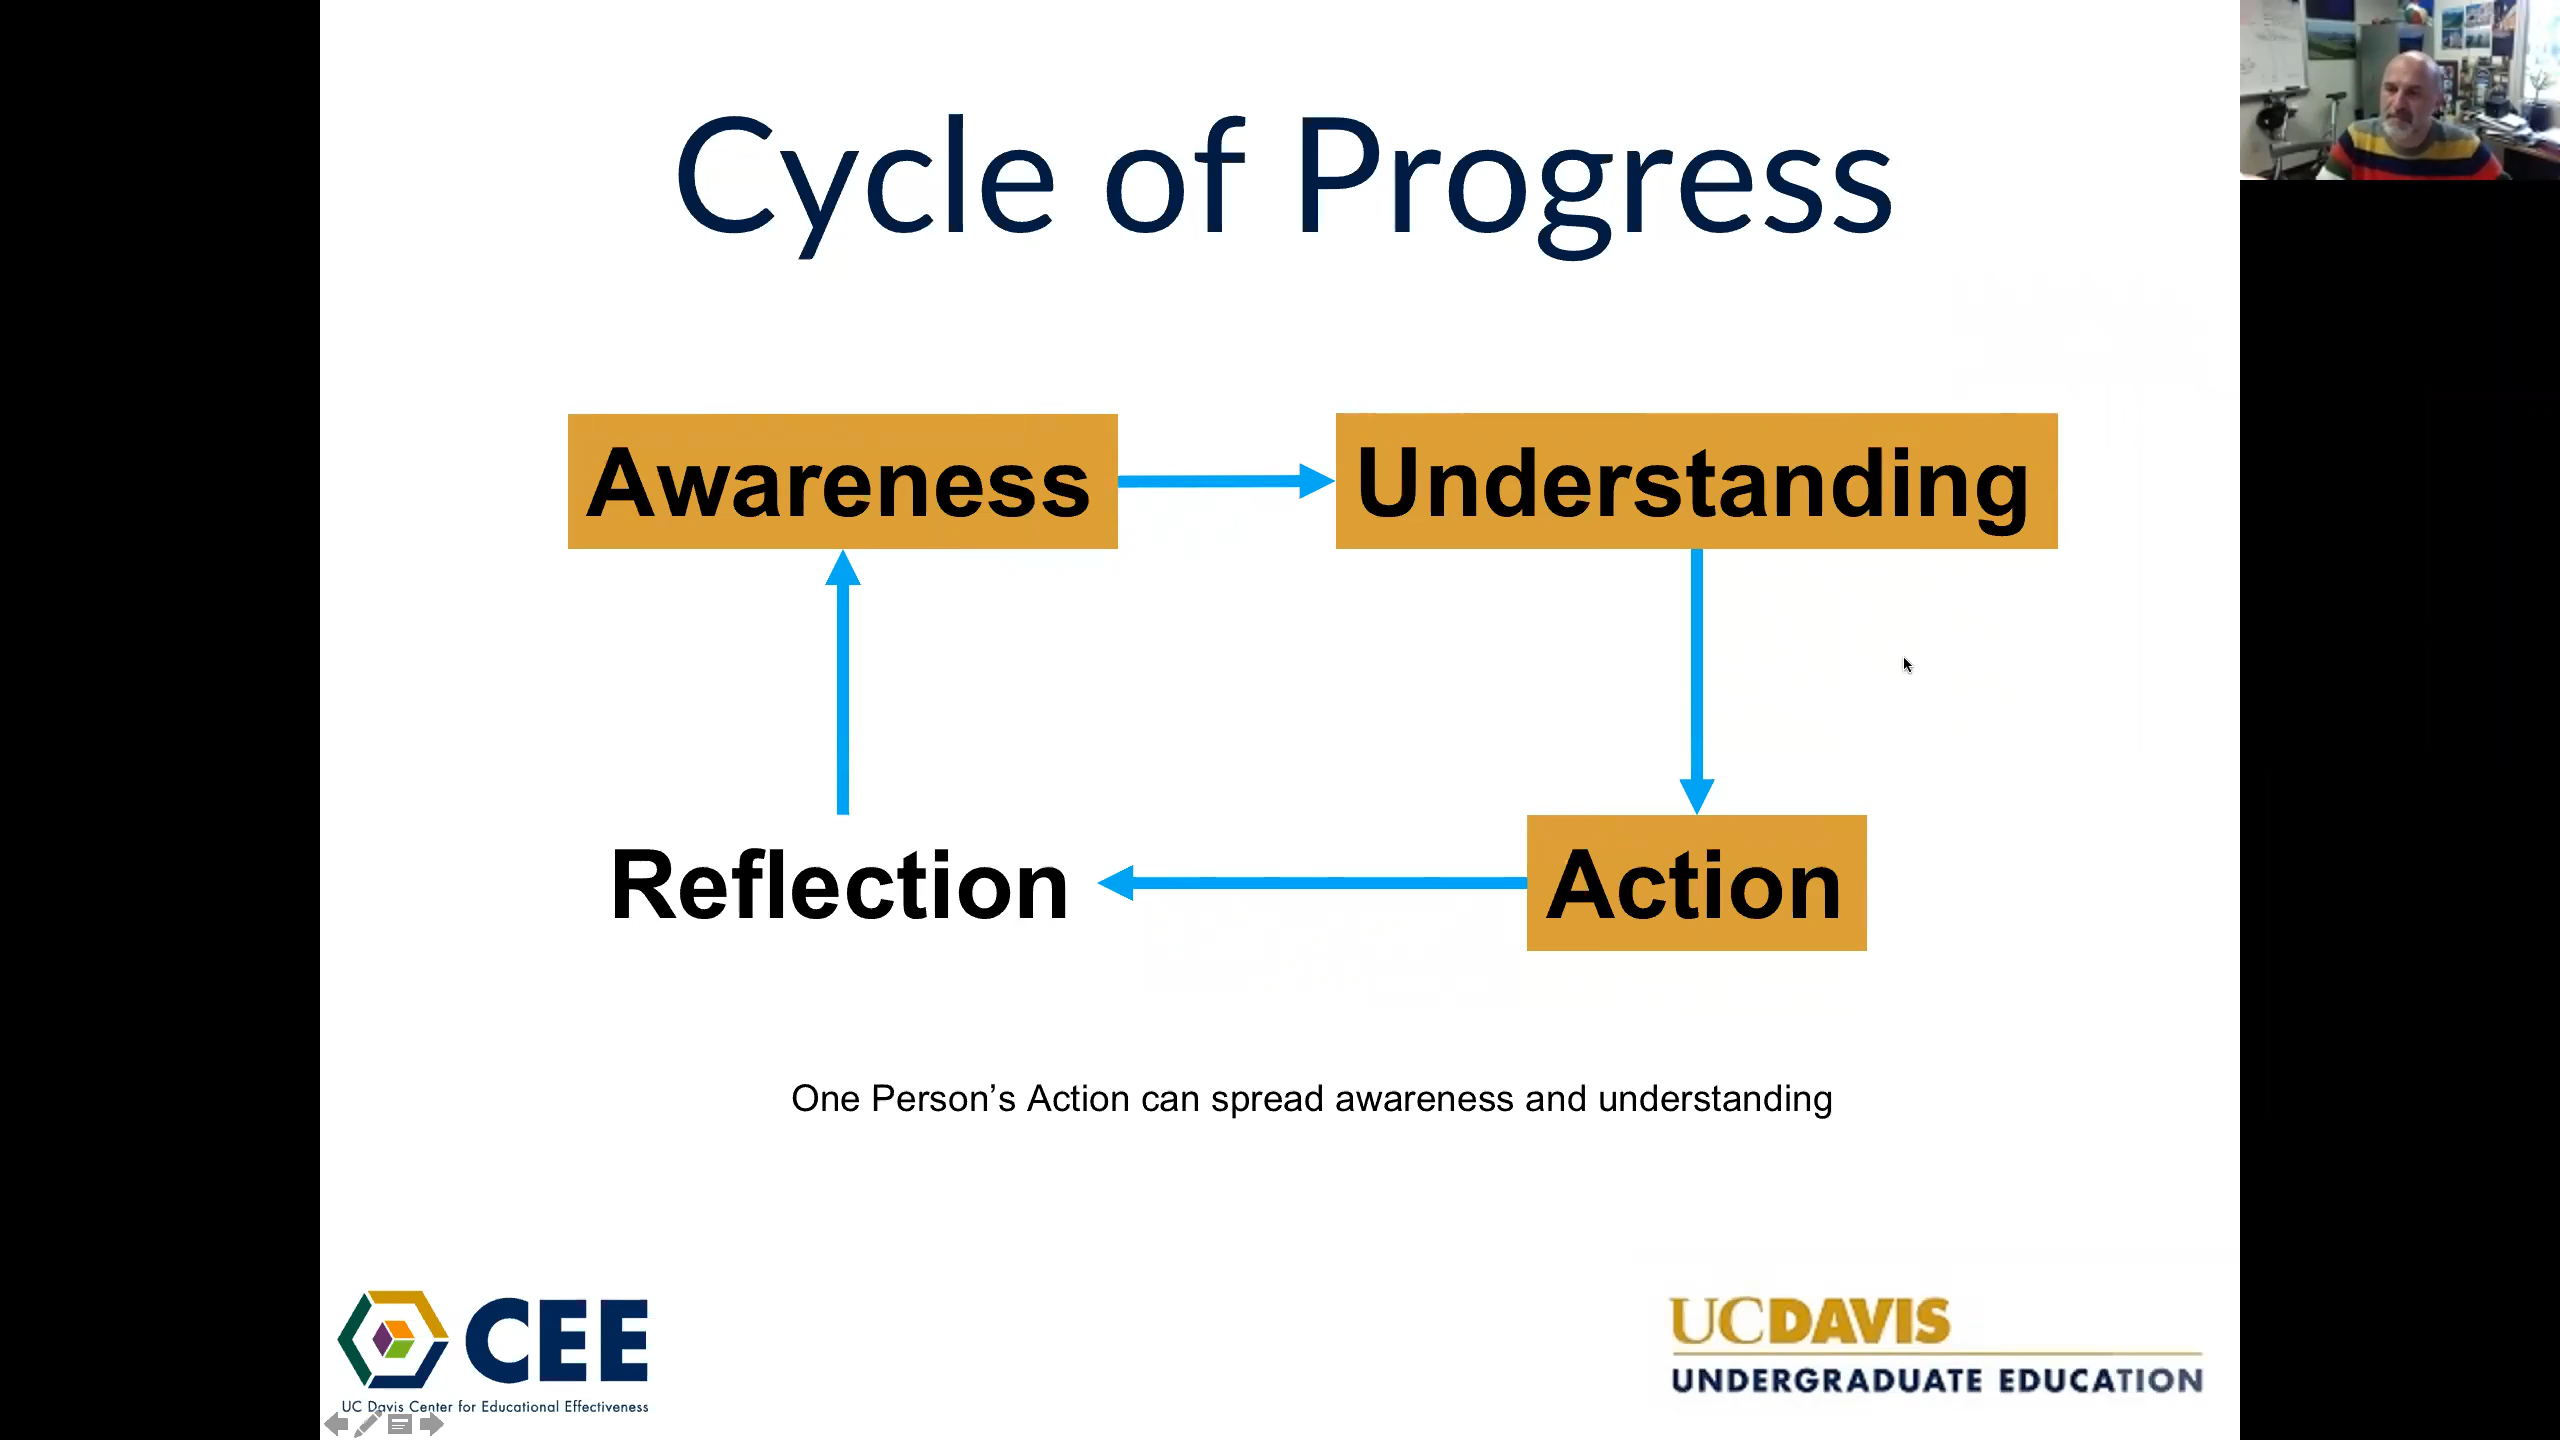 Cycle of Progress
Awareness
Understanding
Reflection
Action
One Person’s Action can spread awareness and understanding
CEE
UC Davis Center for Educational Effectiveness
UCDAVIS
UNDERGRADUATE EDUCATION